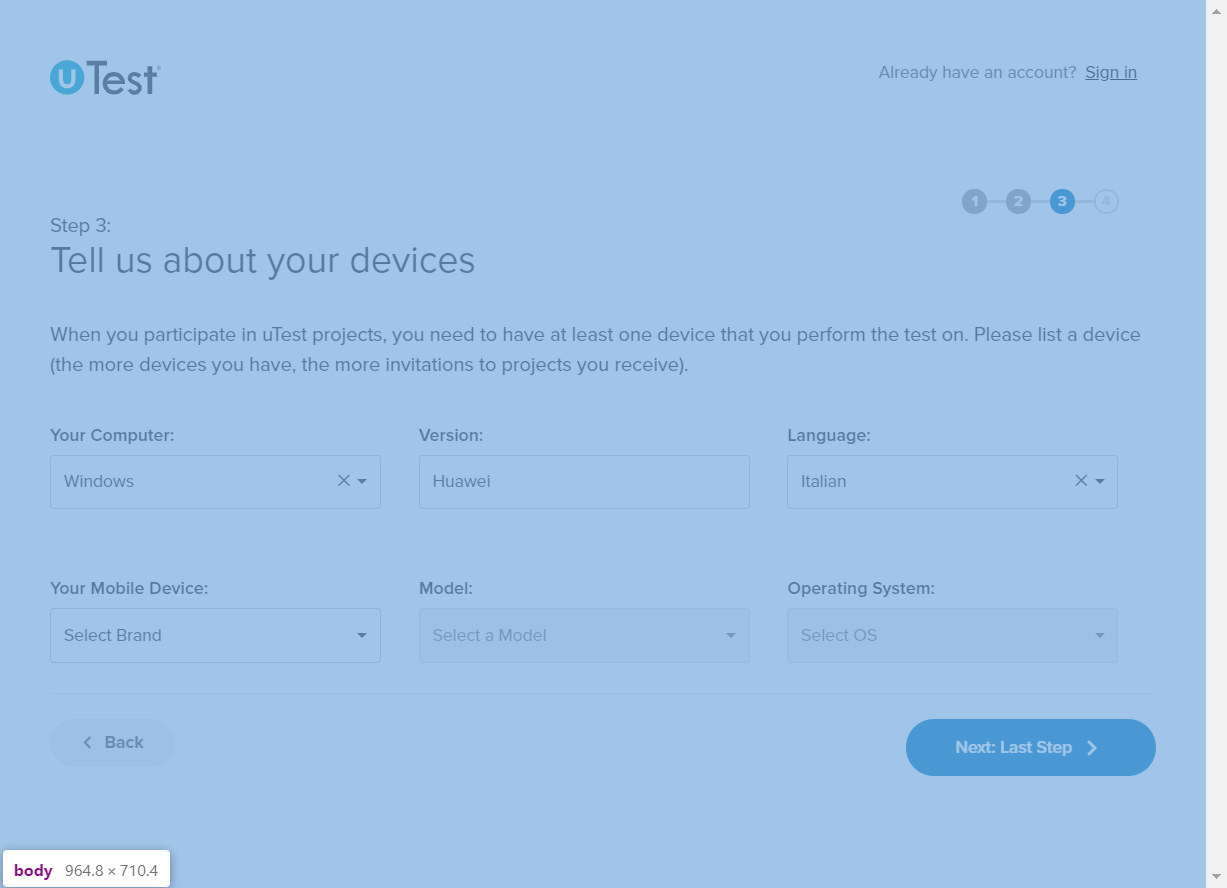 uTest
Already have an account? Sign in
1 2 3 4
Step 3:
Tell us about your devices
When you participate in uTest projects, you need to have at least one device that you perform the test on. Please list a device
(the more devices you have, the more invitations to projects you receive).
Your Computer: Version: Language:
Windows Huawei Italian
Your Mobile Device: Model: Operating System:
Select Brand Select a Model Select OS
Back Next: Last Step
body 964.8 × 710.4